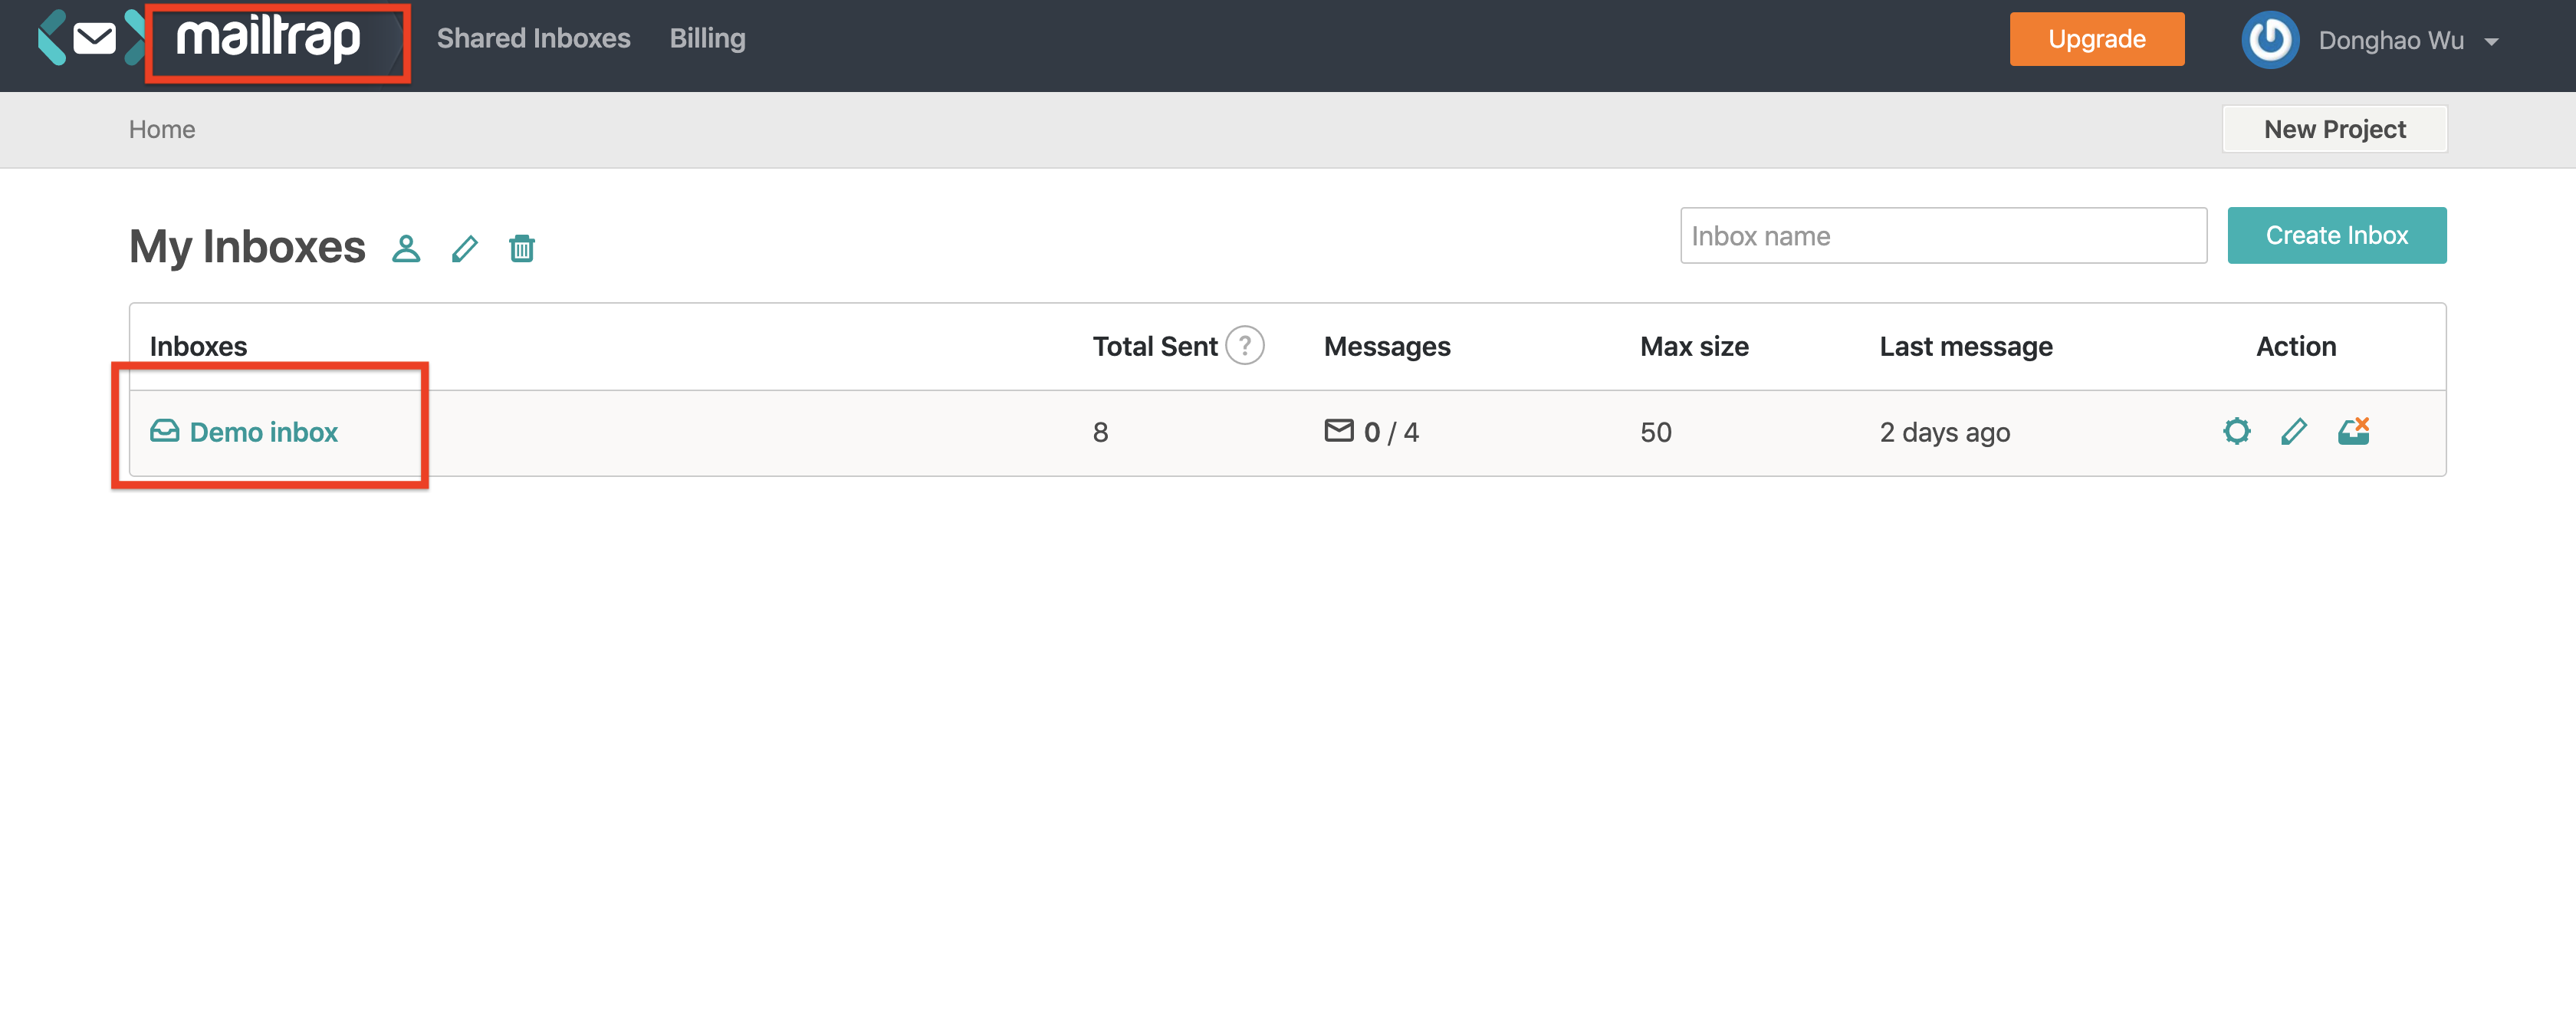 mailtrap Shared Inboxes Billing Upgrade Donghao Wu
Home New Project
My Inboxes Inbox name Create Inbox
Inboxes Total Sent ? Messages Max size Last message Action
Demo inbox 8 0 / 4 50 2 days ago